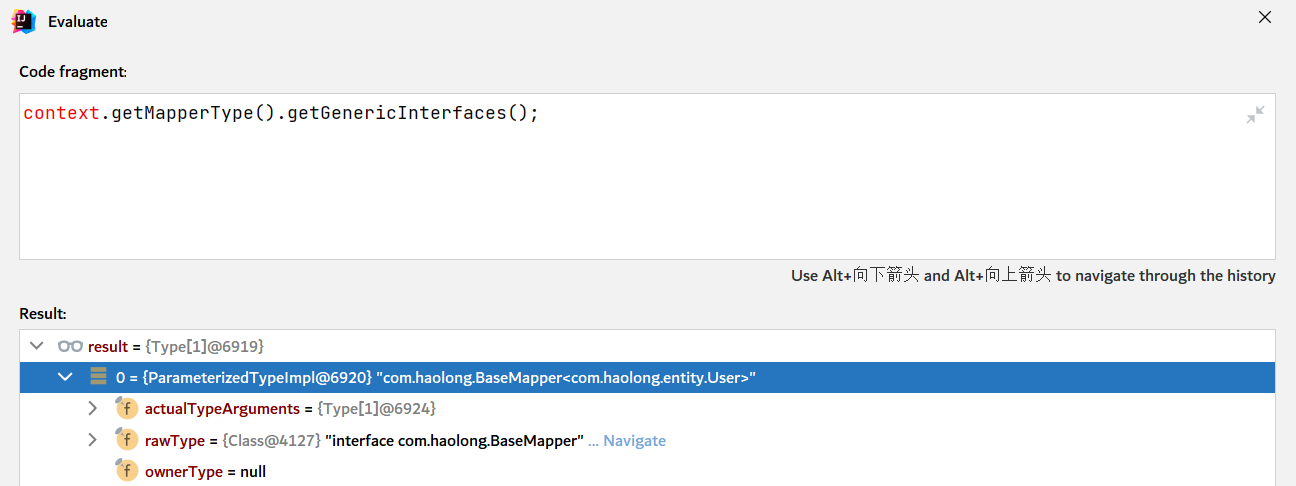 Evaluate
Code fragment:
context.getMapperType().getGenericInterfaces();
Use Alt+向下箭头 and Alt+向上箭头 to navigate through the history
Result:
result = {Type[1]@6919}
0 = {ParameterizedTypeImpl@6920} "com.haolong.BaseMapper<com.haolong.entity.User>"
actualTypeArguments = {Type[1]@6924}
rawType = {Class@4127} "interface com.haolong.BaseMapper" ... Navigate
ownerType = null